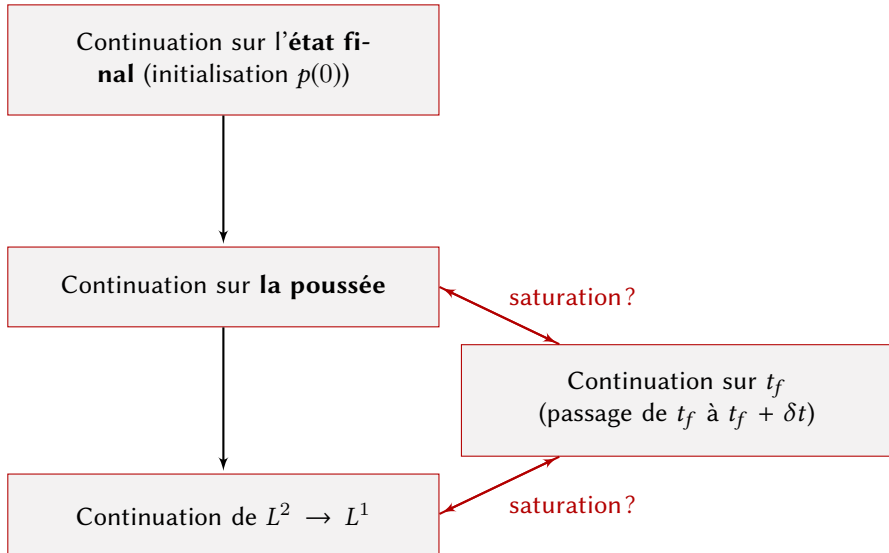 Continuation sur l'état fi-
nal (initialisation p(0))
Continuation sur la poussée
saturation ?
Continuation sur t_f
(passage de t_f à t_f + δt)
saturation ?
Continuation de L² → L¹